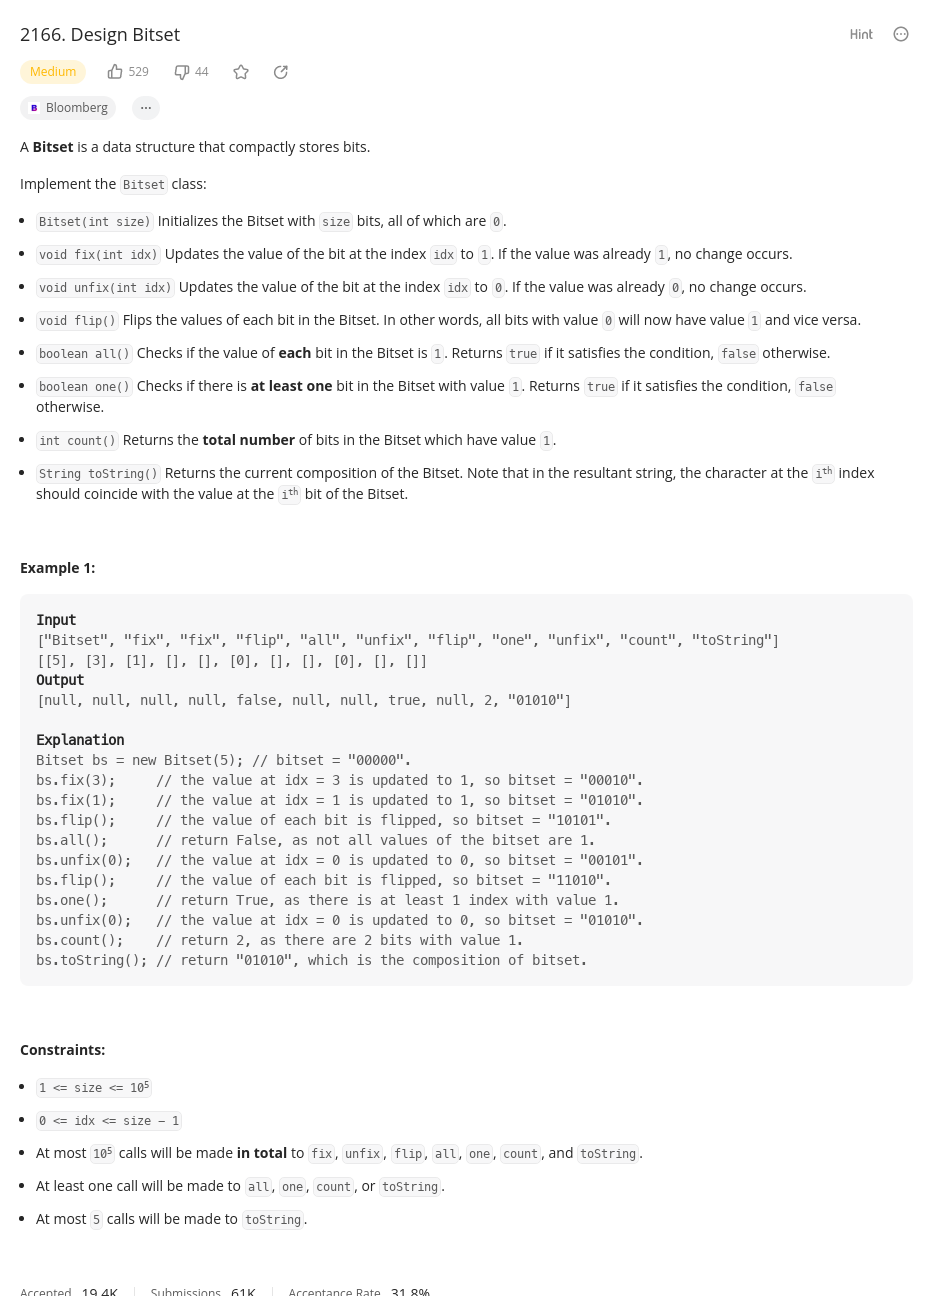 2166. Design Bitset
Hint
Medium 529 44
B Bloomberg ...
A Bitset is a data structure that compactly stores bits.
Implement the Bitset class:
• Bitset(int size) Initializes the Bitset with size bits, all of which are 0.
• void fix(int idx) Updates the value of the bit at the index idx to 1. If the value was already 1, no change occurs.
• void unfix(int idx) Updates the value of the bit at the index idx to 0. If the value was already 0, no change occurs.
• void flip() Flips the values of each bit in the Bitset. In other words, all bits with value 0 will now have value 1 and vice versa.
• boolean all() Checks if the value of each bit in the Bitset is 1. Returns true if it satisfies the condition, false otherwise.
• boolean one() Checks if there is at least one bit in the Bitset with value 1. Returns true if it satisfies the condition, false
otherwise.
• int count() Returns the total number of bits in the Bitset which have value 1.
• String toString() Returns the current composition of the Bitset. Note that in the resultant string, the character at the iᵗʰ index
should coincide with the value at the iᵗʰ bit of the Bitset.
Example 1:
Input
["Bitset", "fix", "fix", "flip", "all", "unfix", "flip", "one", "unfix", "count", "toString"]
[[5], [3], [1], [], [], [0], [], [], [0], [], []]
Output
[null, null, null, null, false, null, null, true, null, 2, "01010"]
Explanation
Bitset bs = new Bitset(5); // bitset = "00000".
bs.fix(3);     // the value at idx = 3 is updated to 1, so bitset = "00010".
bs.fix(1);     // the value at idx = 1 is updated to 1, so bitset = "01010".
bs.flip();     // the value of each bit is flipped, so bitset = "10101".
bs.all();      // return False, as not all values of the bitset are 1.
bs.unfix(0);   // the value at idx = 0 is updated to 0, so bitset = "00101".
bs.flip();     // the value of each bit is flipped, so bitset = "11010".
bs.one();      // return True, as there is at least 1 index with value 1.
bs.unfix(0);   // the value at idx = 0 is updated to 0, so bitset = "01010".
bs.count();    // return 2, as there are 2 bits with value 1.
bs.toString(); // return "01010", which is the composition of bitset.
Constraints:
• 1 <= size <= 10⁵
• 0 <= idx <= size − 1
• At most 10⁵ calls will be made in total to fix, unfix, flip, all, one, count, and toString.
• At least one call will be made to all, one, count, or toString.
• At most 5 calls will be made to toString.
Accepted 19.4K Submissions 61K Acceptance Rate 31.8%